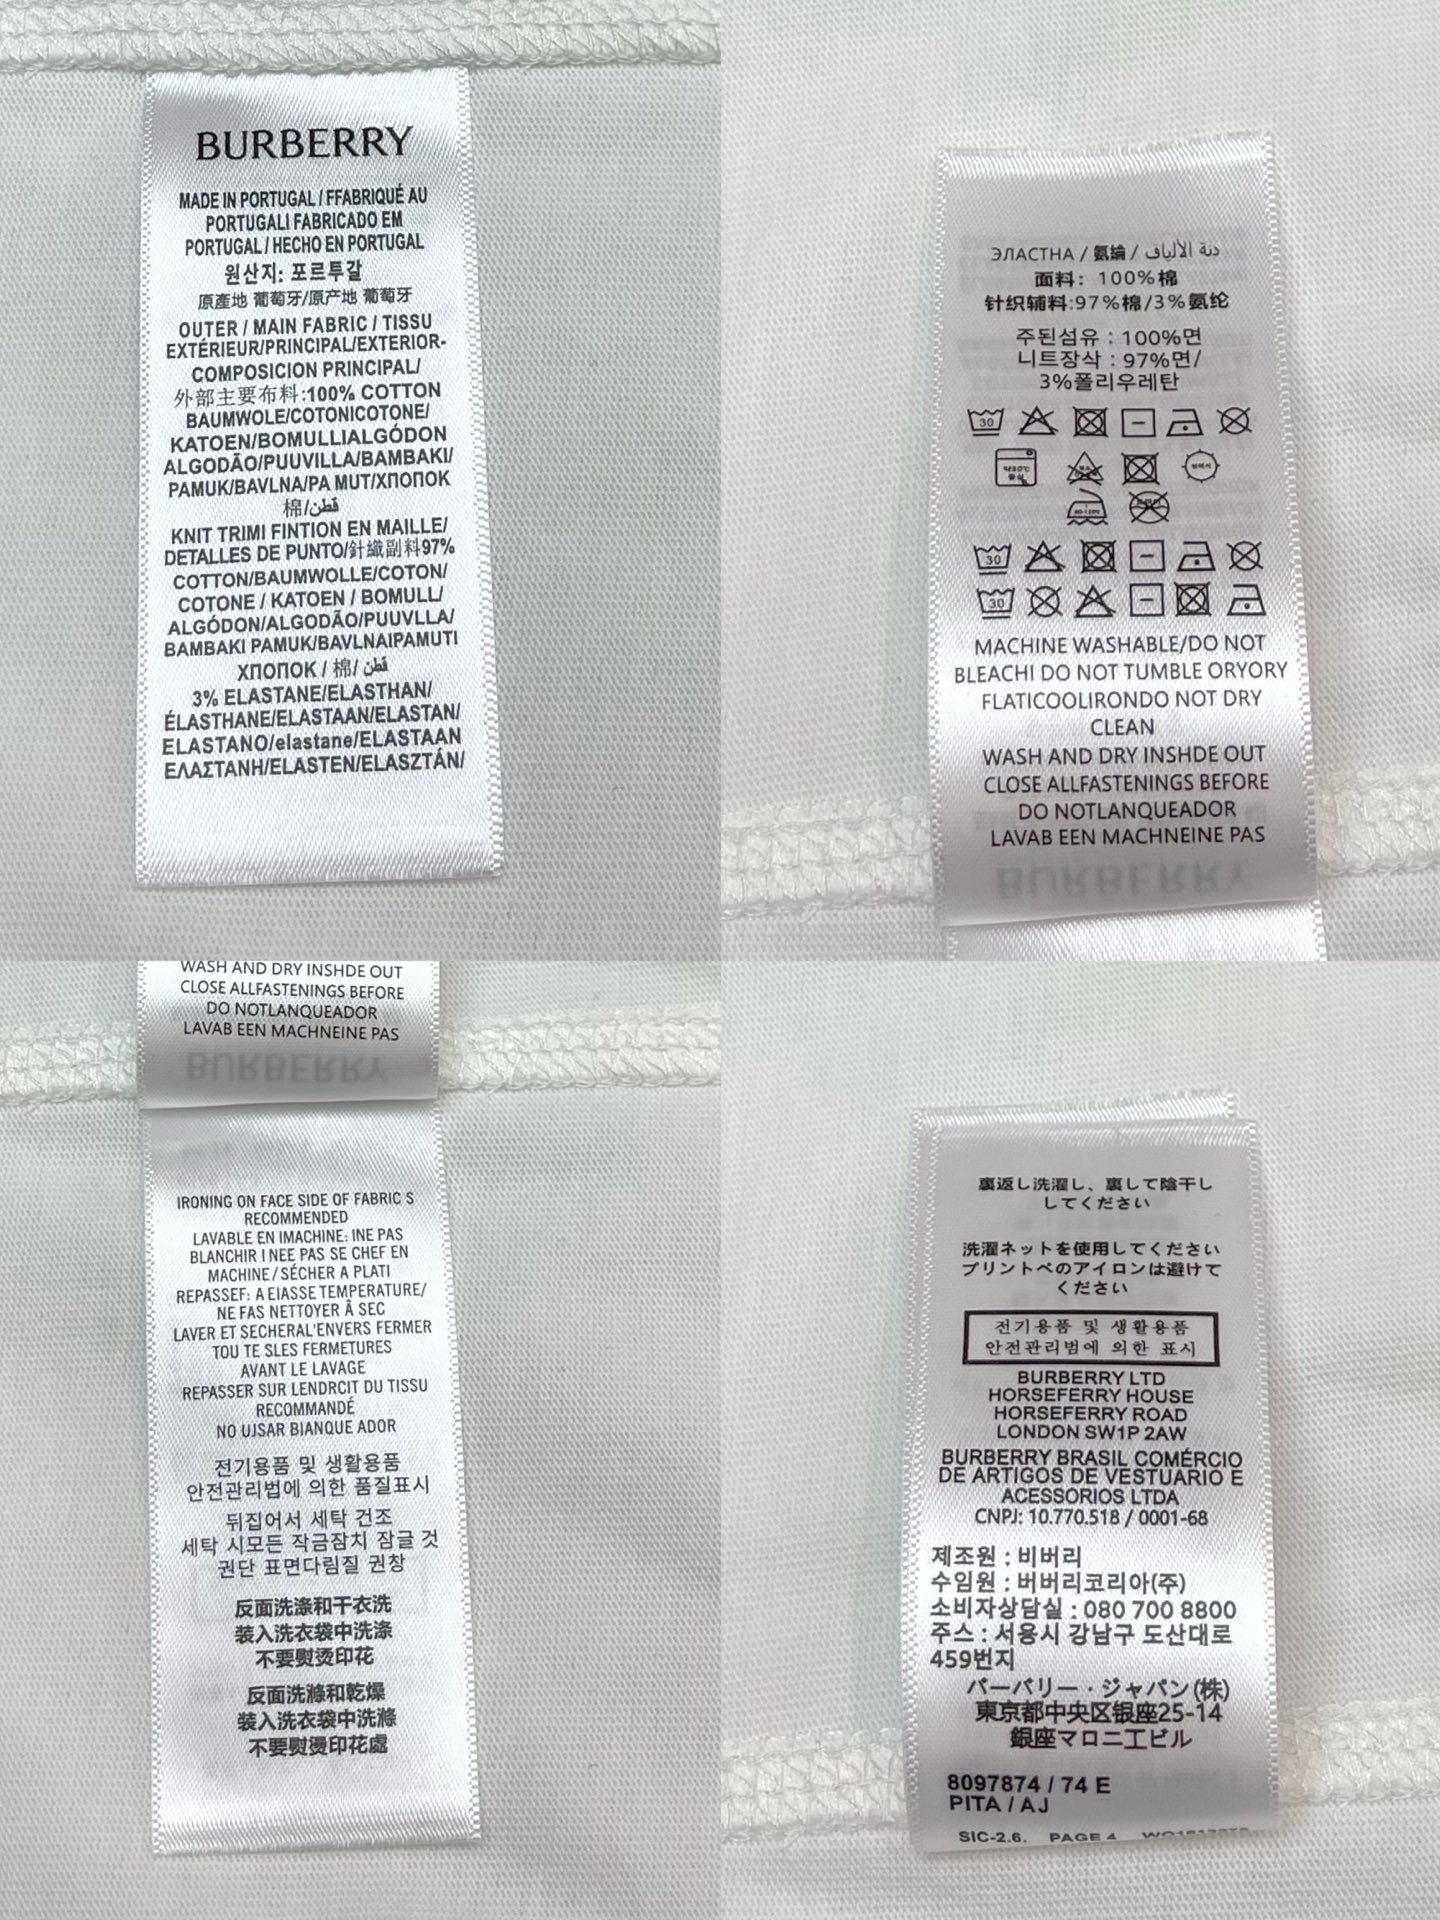 BURBERRY
MADE IN PORTUGAL / FFABRIQUÉ AU
PORTUGALI FABRICADO EM
PORTUGAL / HECHO EN PORTUGAL
원산지: 포르투갈
原產地 葡萄牙/原产地 葡萄牙
OUTER / MAIN FABRIC / TISSU
EXTÉRIEUR/PRINCIPAL/EXTERIOR-
COMPOSICION PRINCIPAL/
外部主要布料:100% COTTON
BAUMWOLE/COTONICOTONE/
KATOEN/BOMULLIALGÓDON
ALGODÃO/PUUVILLA/BAMBAKI/
PAMUK/BAVLNA/PA MUT/ХПОПОК
棉/قطن
KNIT TRIMI FINTION EN MAILLE/
DETALLES DE PUNTO/針織副料97%
COTTON/BAUMWOLLE/COTON/
COTONE / KATOEN / BOMULL/
ALGÓDON/ALGODÃO/PUUVLLA/
BAMBAKI PAMUK/BAVLNAIPAMUTI
ХПОПОК / 棉/ قطن
3% ELASTANE/ELASTHAN/
ÉLASTHANE/ELASTAAN/ELASTAN/
ELASTANO/elastane/ELASTAAN
ΕΛΑΣΤΑΝΗ/ELASTEN/ELASZTÁN/
ЭЛАСТНА / 氨綸 / دنة الألياف
面料: 100%棉
针织辅料:97%棉/3%氨纶
주된섬유 : 100%면
니트장삭 : 97%면/
3%폴리우레탄
30
30
30
MACHINE WASHABLE/DO NOT
BLEACHI DO NOT TUMBLE ORYORY
FLATICOOLIRONDO NOT DRY
CLEAN
WASH AND DRY INSHDE OUT
CLOSE ALLFASTENINGS BEFORE
DO NOTLANQUEADOR
LAVAB EEN MACHNEINE PAS
WASH AND DRY INSHDE OUT
CLOSE ALLFASTENINGS BEFORE
DO NOTLANQUEADOR
LAVAB EEN MACHNEINE PAS
IRONING ON FACE SIDE OF FABRIC S
RECOMMENDED
LAVABLE EN IMACHINE: INE PAS
BLANCHIR I NEE PAS SE CHEF EN
MACHINE / SÉCHER A PLATI
REPASSEF: A EIASSE TEMPERATURE/
NE FAS NETTOYER Â SEC
LAVER ET SECHERAL'ENVERS FERMER
TOU TE SLES FERMETURES
AVANT LE LAVAGE
REPASSER SUR LENDRCIT DU TISSU
RECOMMANDÉ
NO UJSAR BIANQUE ADOR
전기용품 및 생활용품
안전관리법에 의한 품질표시
뒤집어서 세탁 건조
세탁 시모든 작금잠치 잠글 것
권단 표면다림질 권창
反面洗涤和干衣洗
装入洗衣袋中洗涤
不要熨烫印花
反面洗滌和乾燥
裝入洗衣袋中洗滌
不要熨燙印花處
裏返し洗濯し、裏して陰干し
してください
洗濯ネットを使用してください
プリントペのアイロンは避けて
ください
전기용품 및 생활용품
안전관리법에 의한 표시
BURBERRY LTD
HORSEFERRY HOUSE
HORSEFERRY ROAD
LONDON SW1P 2AW
BURBERRY BRASIL COMÉRCIO
DE ARTIGOS DE VESTUARIO E
ACESSORIOS LTDA
CNPJ: 10.770.518 / 0001-68
제조원 : 비버리
수임원 : 버버리코리아(주)
소비자상담실 : 080 700 8800
주스 : 서용시 강남구 도산대로
459번지
バーバリー・ジャパン(株)
東京都中央区银座25-14
銀座マロニ工ビル
8097874 / 74 E
PITA / AJ
SIC-2.6. PAGE 4